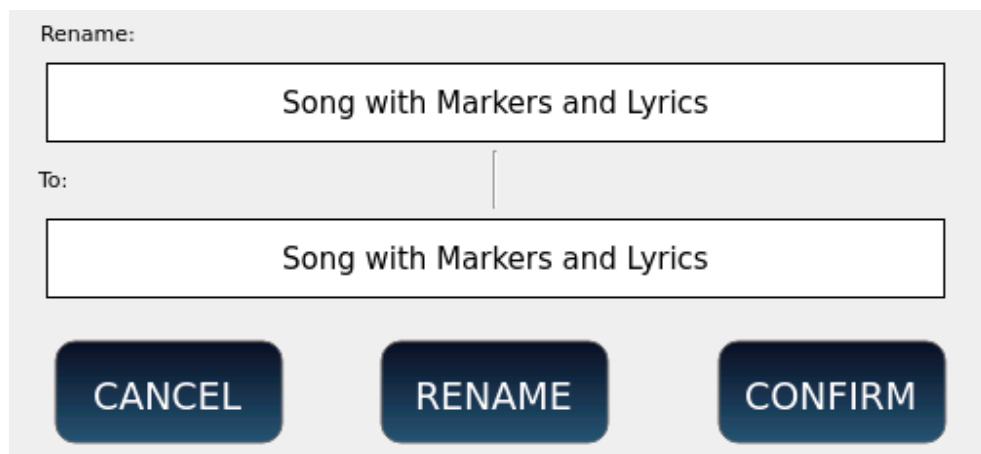 Rename:
Song with Markers and Lyrics
To:
Song with Markers and Lyrics
CANCEL RENAME CONFIRM